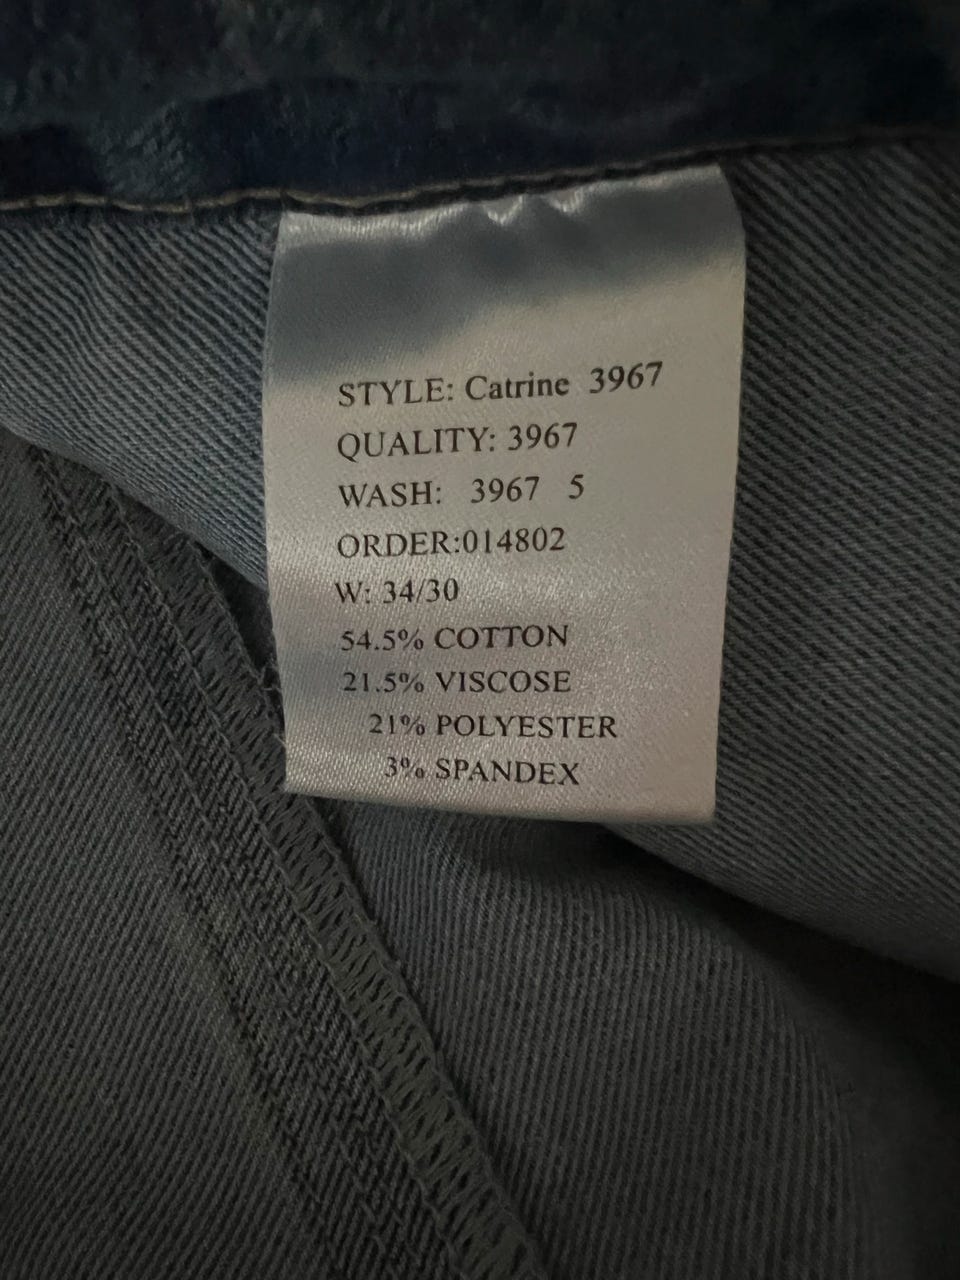 STYLE: Catrine 3967
QUALITY: 3967
WASH: 3967 5
ORDER:014802
W: 34/30
54.5% COTTON
21.5% VISCOSE
21% POLYESTER
3% SPANDEX